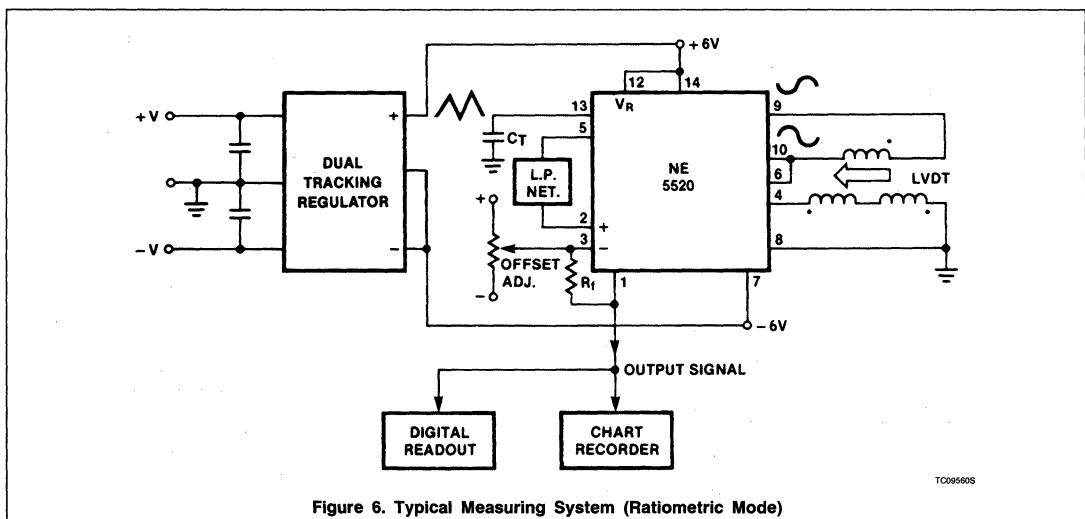 +6V
12
14
VR
13
9
+V
+
CT
5
10
DUAL
TRACKING
REGULATOR
L.P.
NET.
NE
5520
6
LVDT
4
+
2
+
3
−
8
−V
−
OFFSET
ADJ.
Rf
−
1
7
−6V
OUTPUT SIGNAL
DIGITAL
READOUT
CHART
RECORDER
TC09560S
Figure 6. Typical Measuring System (Ratiometric Mode)